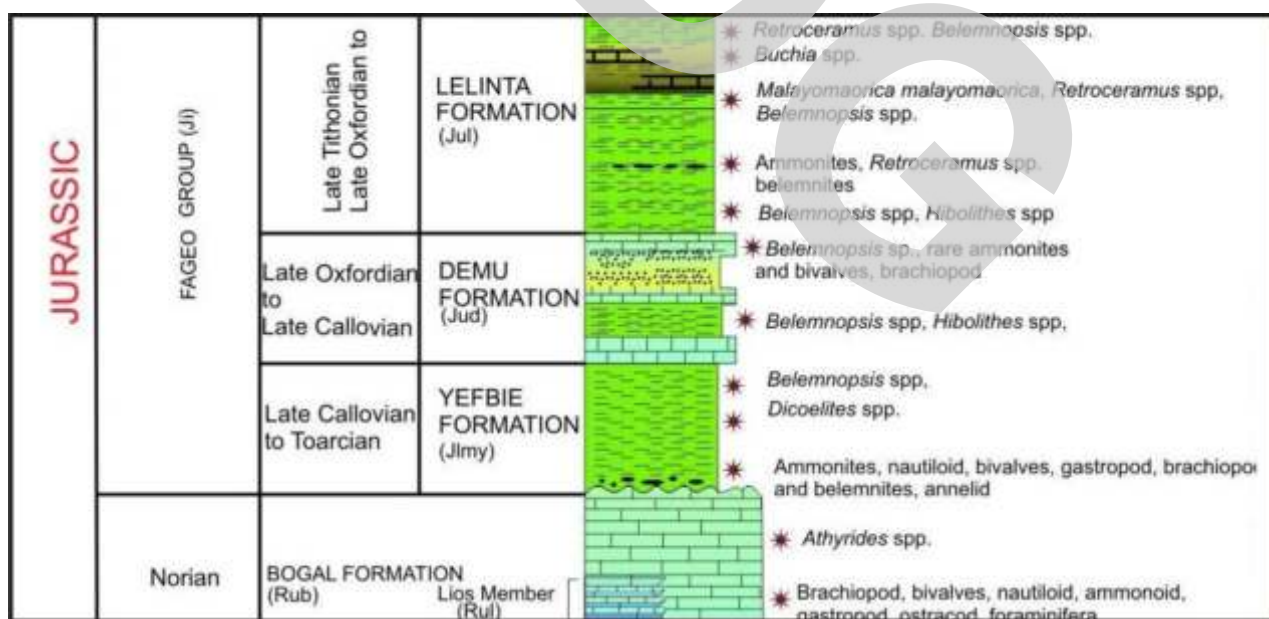 JURASSIC
FAGEO GROUP (JI)
Late Tithonian
Late Oxfordian to
LELINTA
FORMATION
(Jul)
Retroceramus spp. Belemnopsis spp.
Buchia spp.
Malayomaorica malayomaorica, Retroceramus spp,
Belemnopsis spp.
Ammonites, Retroceramus spp.
belemnites
Belemnopsis spp, Hibolithes spp
Late Oxfordian
to
Late Callovian
DEMU
FORMATION
(Jud)
Belemnopsis sp., rare ammonites
and bivalves, brachiopod
Belemnopsis spp, Hibolithes spp,
Late Callovian
to Toarcian
YEFBIE
FORMATION
(Jlmy)
Belemnopsis spp,
Dicoelites spp.
Ammonites, nautiloid, bivalves, gastropod, brachiopo
and belemnites, annelid
Norian
BOGAL FORMATION
(Rub)
Lios Member
(Rul)
Athyrides spp.
Brachiopod, bivalves, nautiloid, ammonoid,
gastropod, ostracod, foraminifera